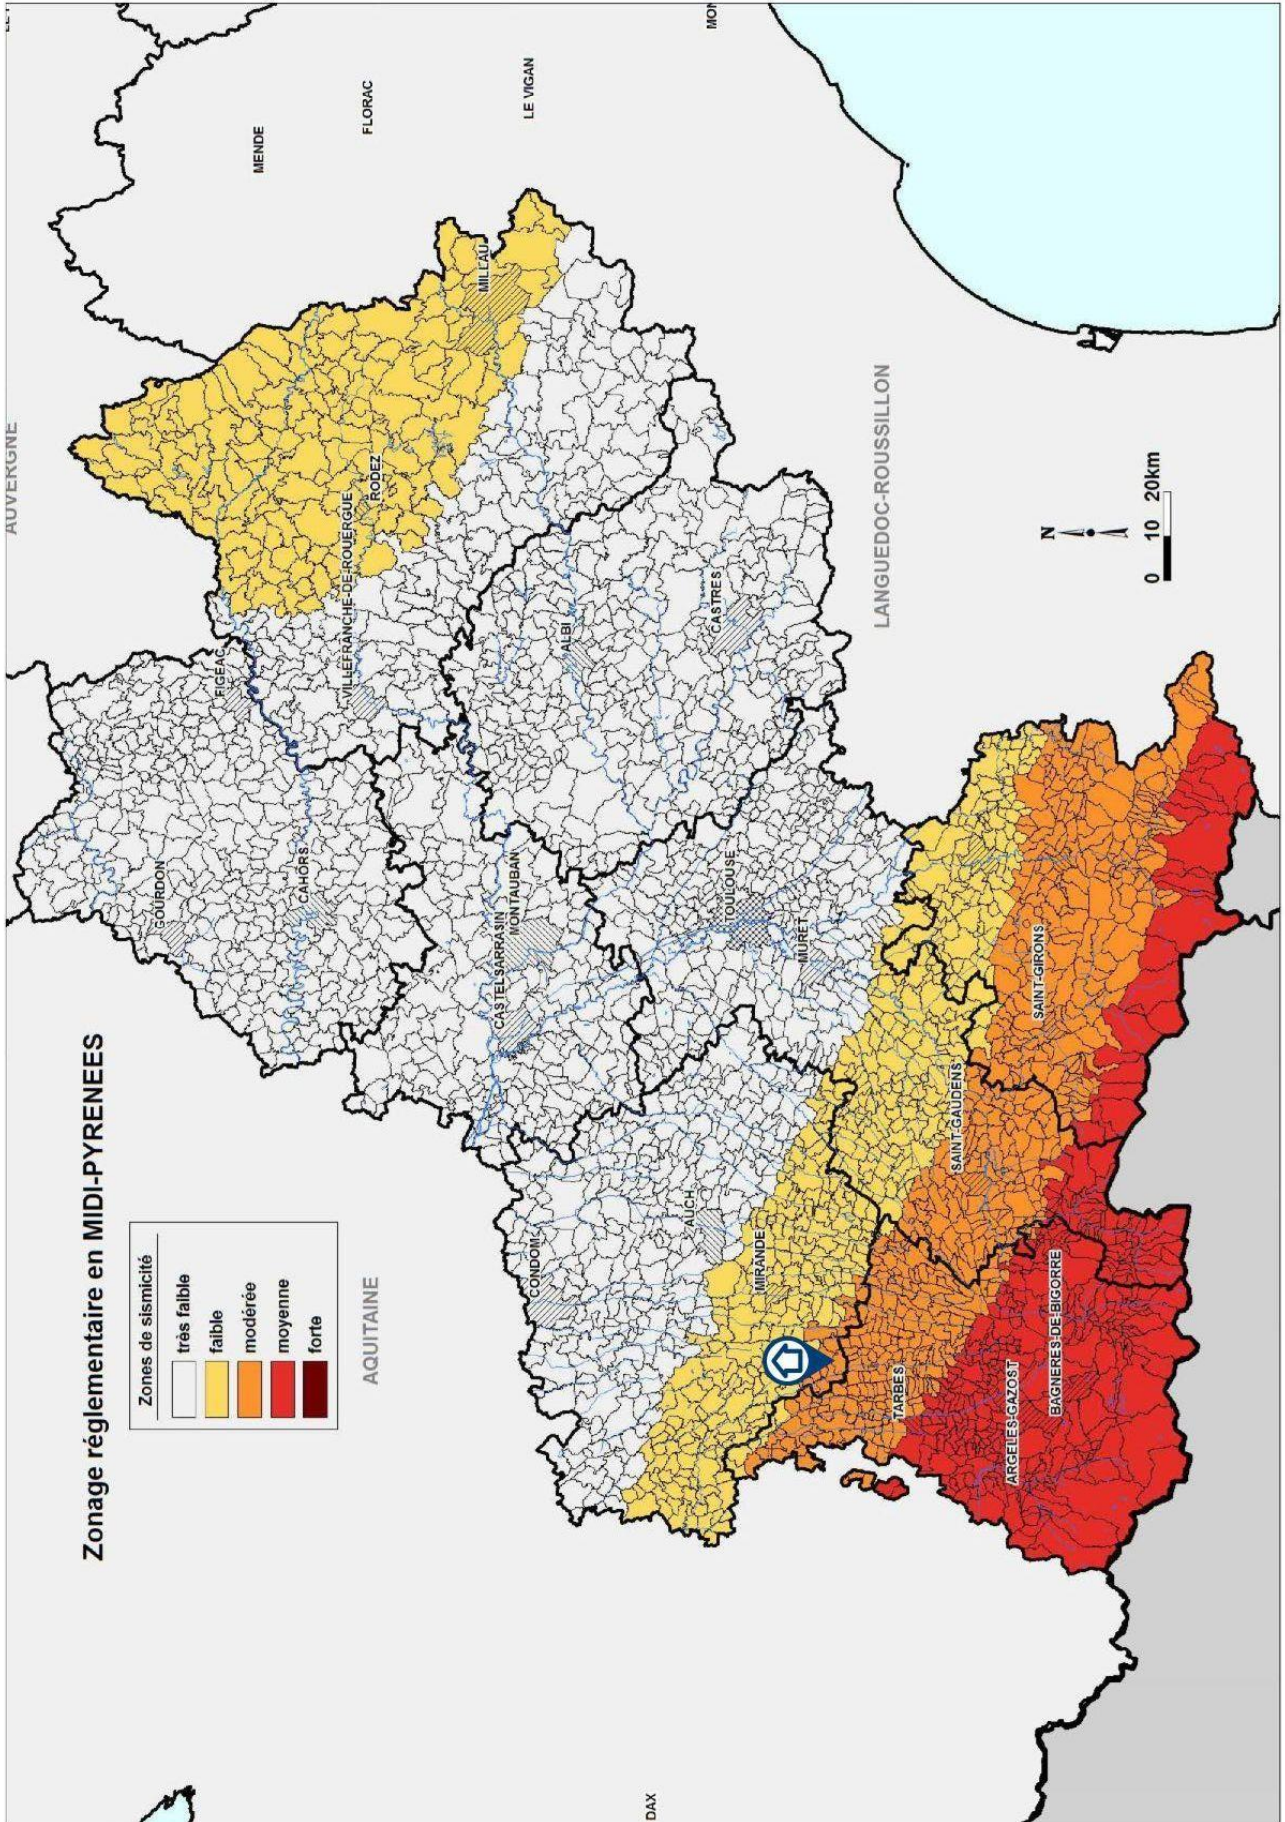 Zonage réglementaire en MIDI-PYRENEES
Zones de sismicité
très faible
faible
modérée
moyenne
forte
AUVERGNE
AQUITAINE
LANGUEDOC-ROUSSILLON
MENDE
FLORAC
LE VIGAN
MILLAU
RODEZ
VILLEFRANCHE-DE-ROUERGUE
FIGEAC
GOURDON
CAHORS
CASTELSARRASIN
MONTAUBAN
ALBI
CASTRES
TOULOUSE
MURET
CONDOM
AUCH
MIRANDE
SAINT-GAUDENS
SAINT-GIRONS
TARBES
ARGELES-GAZOST
BAGNERES-DE-BIGORRE
DAX
N
0 10 20km